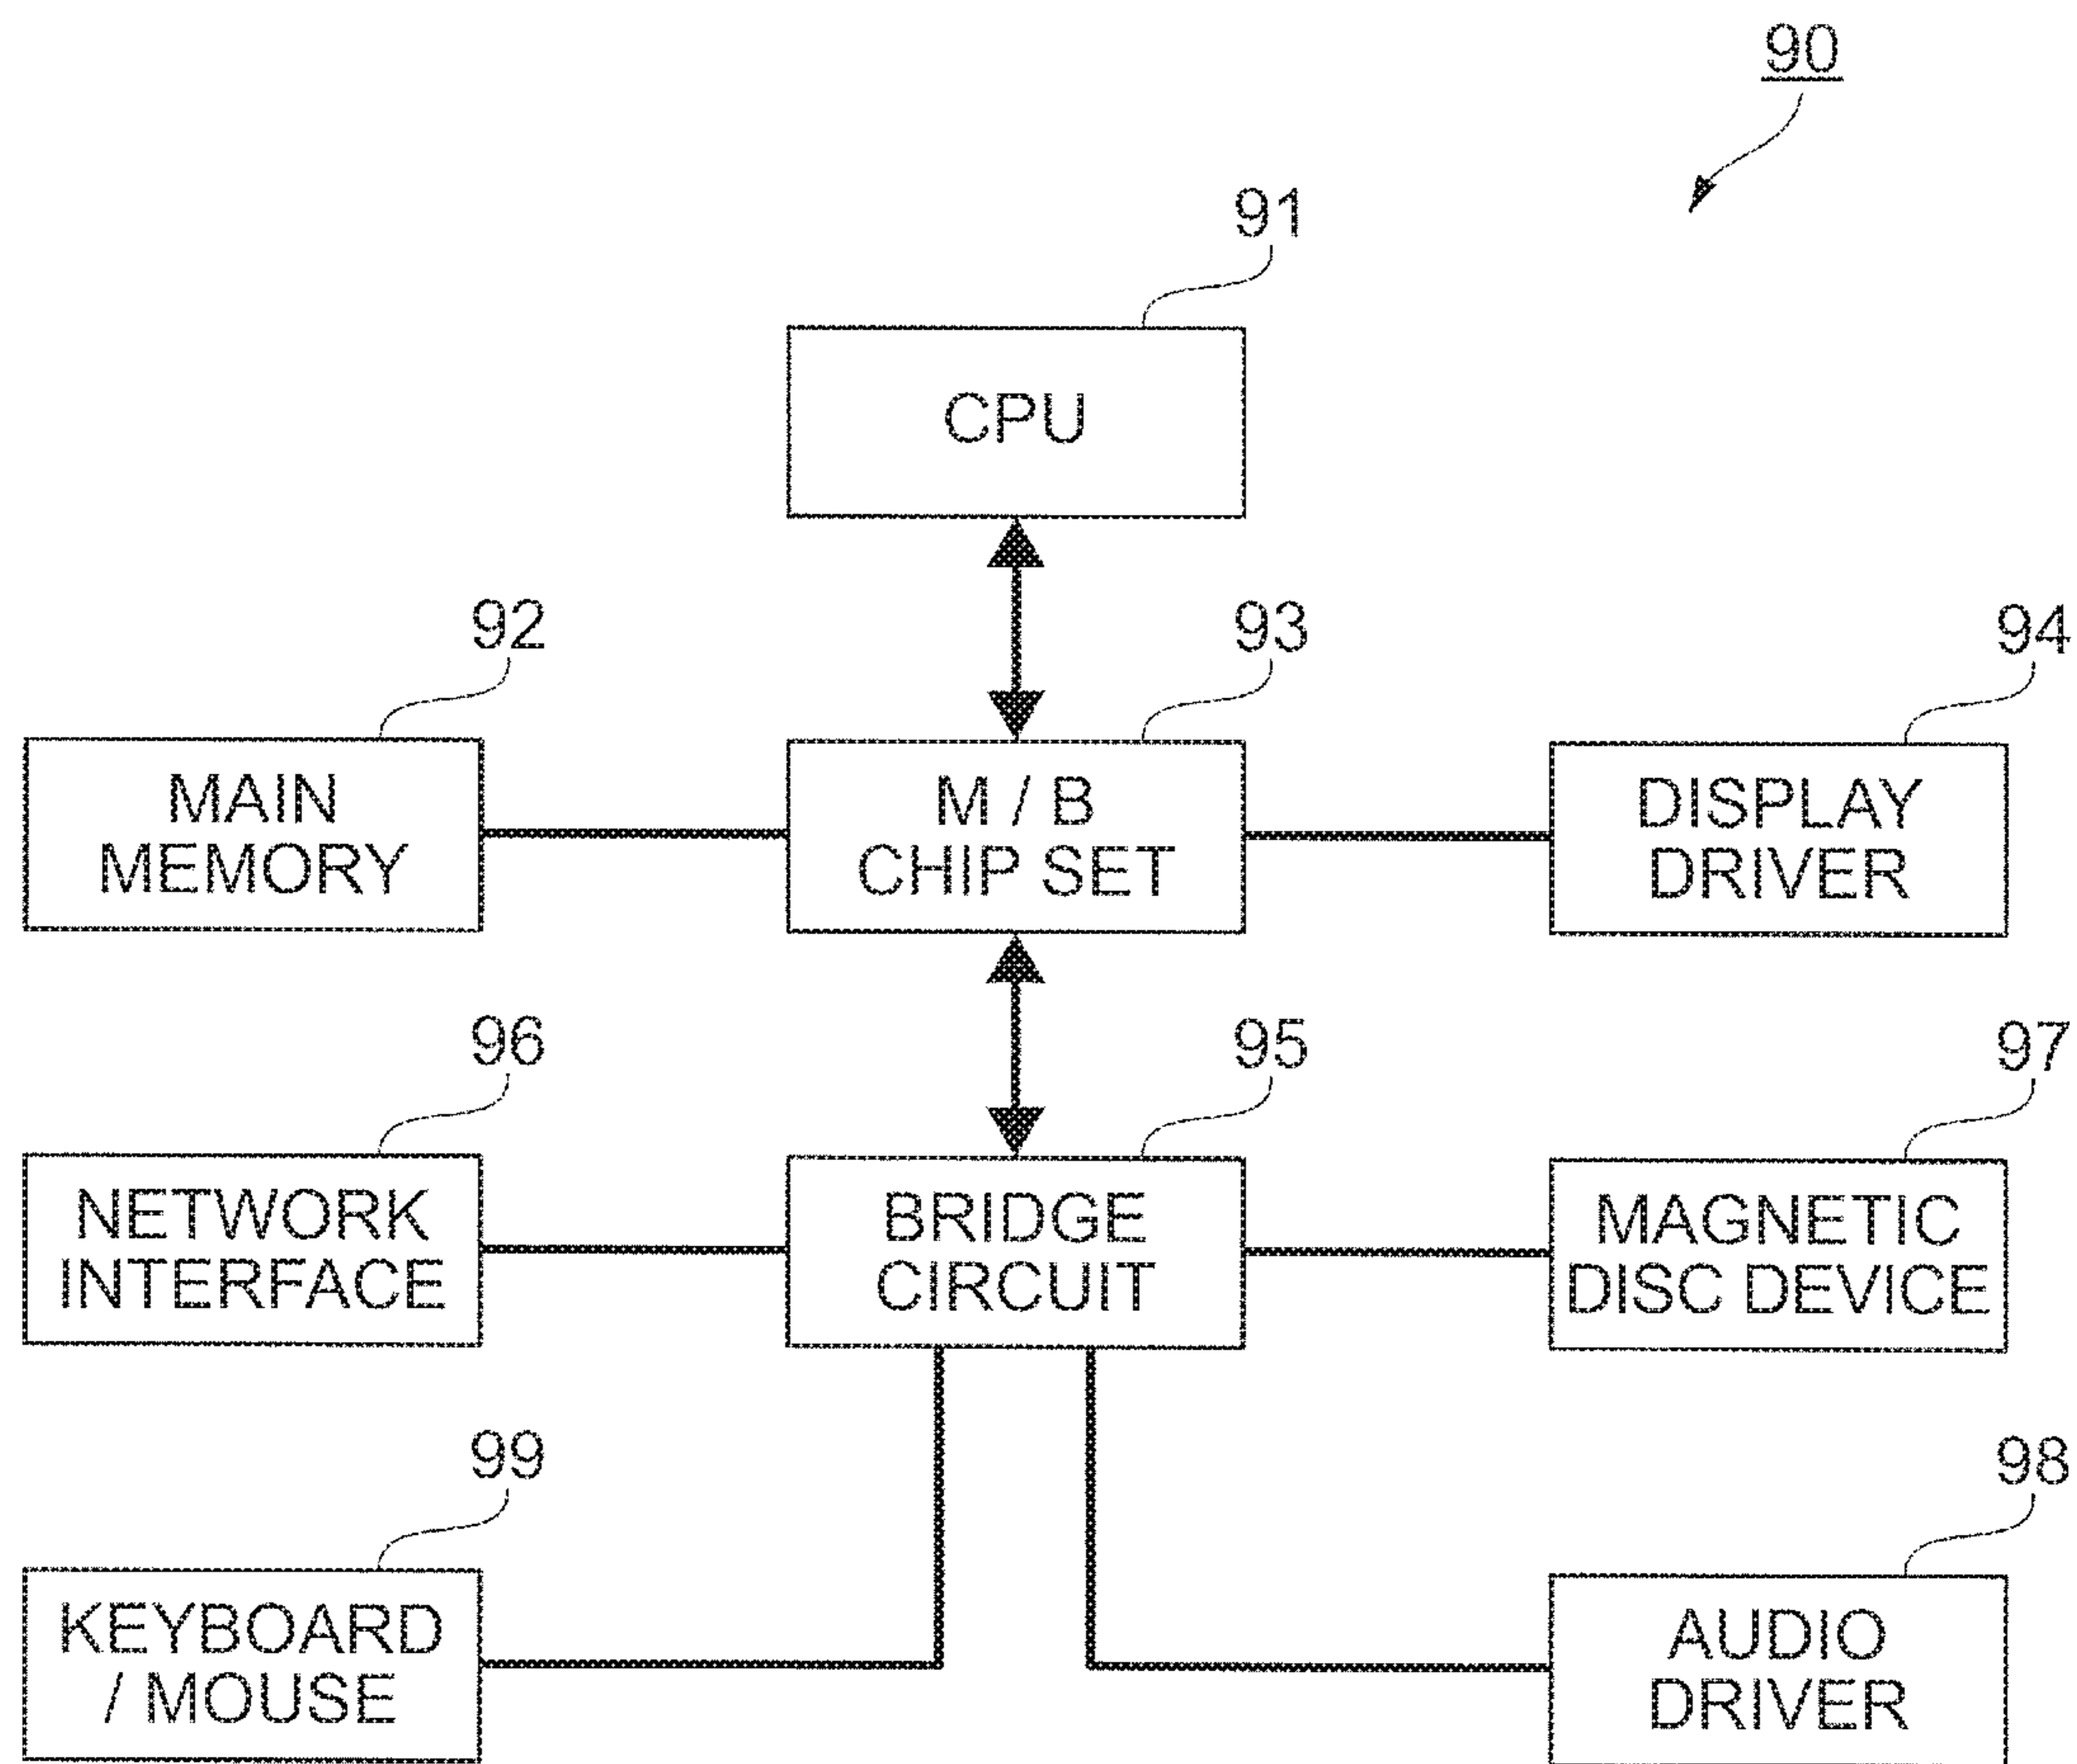 90
91
CPU
92
93
94
MAIN
MEMORY
M / B
CHIP SET
DISPLAY
DRIVER
96
95
97
NETWORK
INTERFACE
BRIDGE
CIRCUIT
MAGNETIC
DISC DEVICE
99
98
KEYBOARD
/ MOUSE
AUDIO
DRIVER